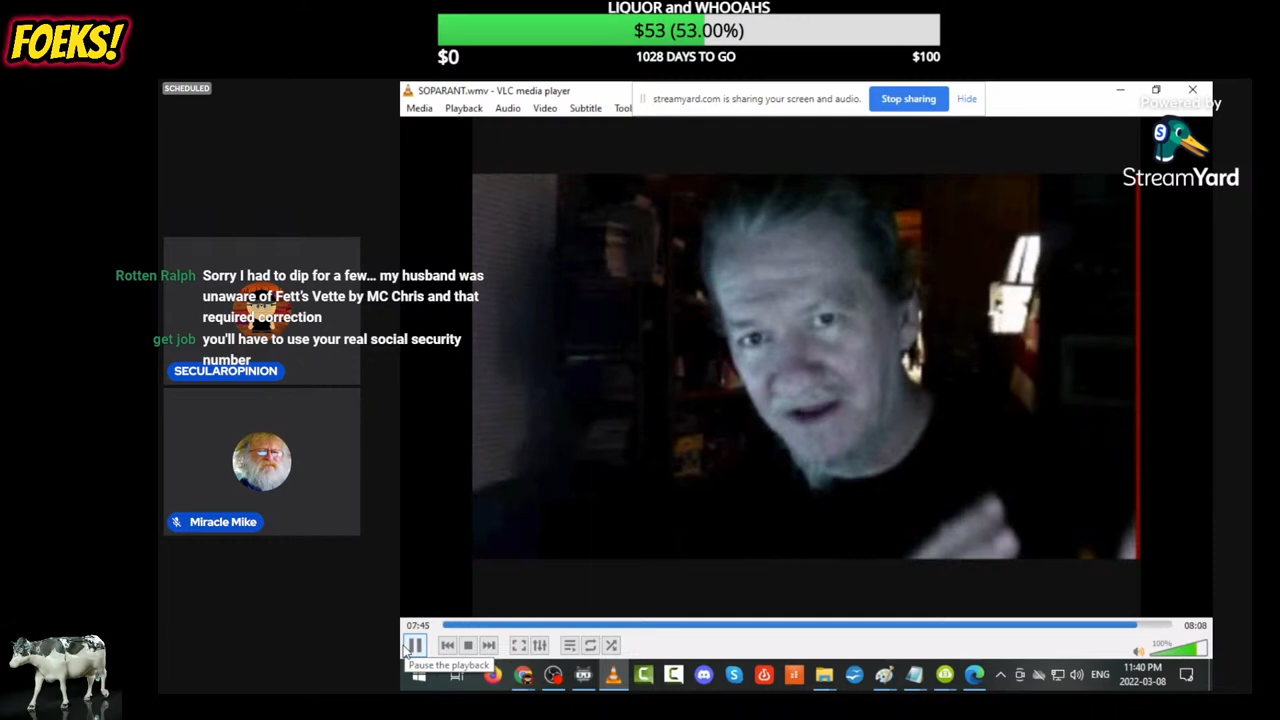 LIQUOR and WHOOAHS
FOEKS!
$53 (53.00%)
$0
1028 DAYS TO GO
$100
SCHEDULED
SOPARANT.wmv - VLC media player
streamyard.com is sharing your screen and audio.
Stop sharing
Hide
Media Playback Audio Video Subtitle Tool
Powered by
S
StreamYard
Rotten Ralph Sorry I had to dip for a few... my husband was
unaware of Fett's Vette by MC Chris and that
required correction
get job you'll have to use your real social security
number
SECULAROPINION
Miracle Mike
07:45
08:08
100%
Pause the playback
11:40 PM
ENG
2022-03-08